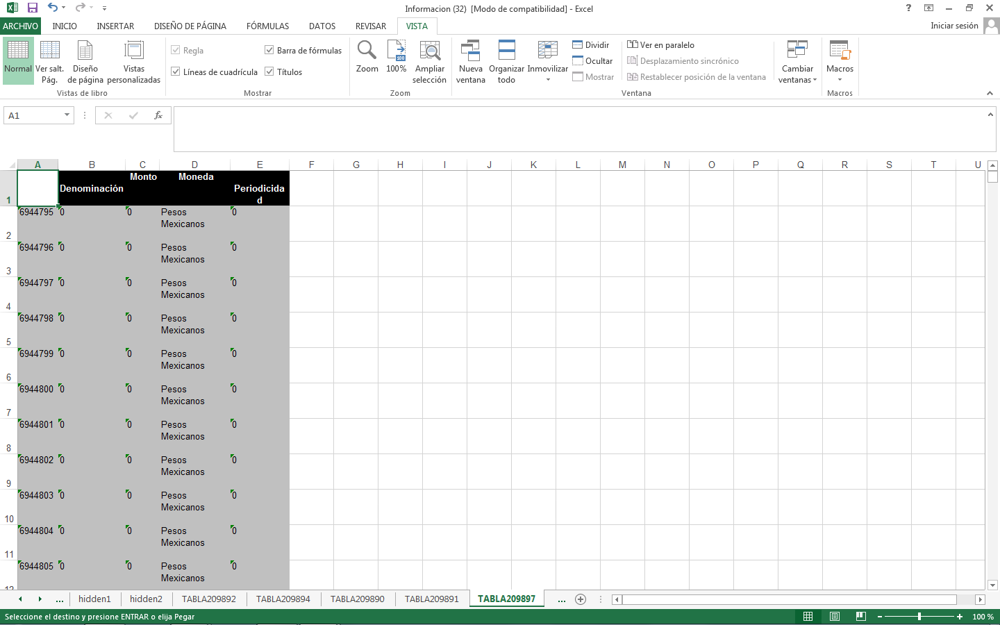 Informacion (32) [Modo de compatibilidad] - Excel
ARCHIVO INICIO INSERTAR DISEÑO DE PÁGINA FÓRMULAS DATOS REVISAR VISTA Iniciar sesión
Normal Ver salt. Pág. Diseño de página Vistas personalizadas
Vistas de libro
Regla Barra de fórmulas
Líneas de cuadrícula Títulos
Mostrar
Zoom 100% Ampliar selección
Zoom
Nueva ventana Organizar todo Inmovilizar
Dividir
Ocultar
Mostrar
Ver en paralelo
Desplazamiento sincrónico
Restablecer posición de la ventana
Cambiar ventanas
Ventana
Macros
Macros
A1 fx
A B C D E F G H I J K L M N O P Q R S T U
1 Denominación Monto Moneda Periodicidad
2 6944795 0 0 Pesos Mexicanos 0
3 6944796 0 0 Pesos Mexicanos 0
4 6944797 0 0 Pesos Mexicanos 0
5 6944798 0 0 Pesos Mexicanos 0
6 6944799 0 0 Pesos Mexicanos 0
7 6944800 0 0 Pesos Mexicanos 0
8 6944801 0 0 Pesos Mexicanos 0
9 6944802 0 0 Pesos Mexicanos 0
10 6944803 0 0 Pesos Mexicanos 0
11 6944804 0 0 Pesos Mexicanos 0
12 6944805 0 0 Pesos Mexicanos 0
... hidden1 hidden2 TABLA209892 TABLA209894 TABLA209890 TABLA209891 TABLA209897 ...
Seleccione el destino y presione ENTRAR o elija Pegar 100 %